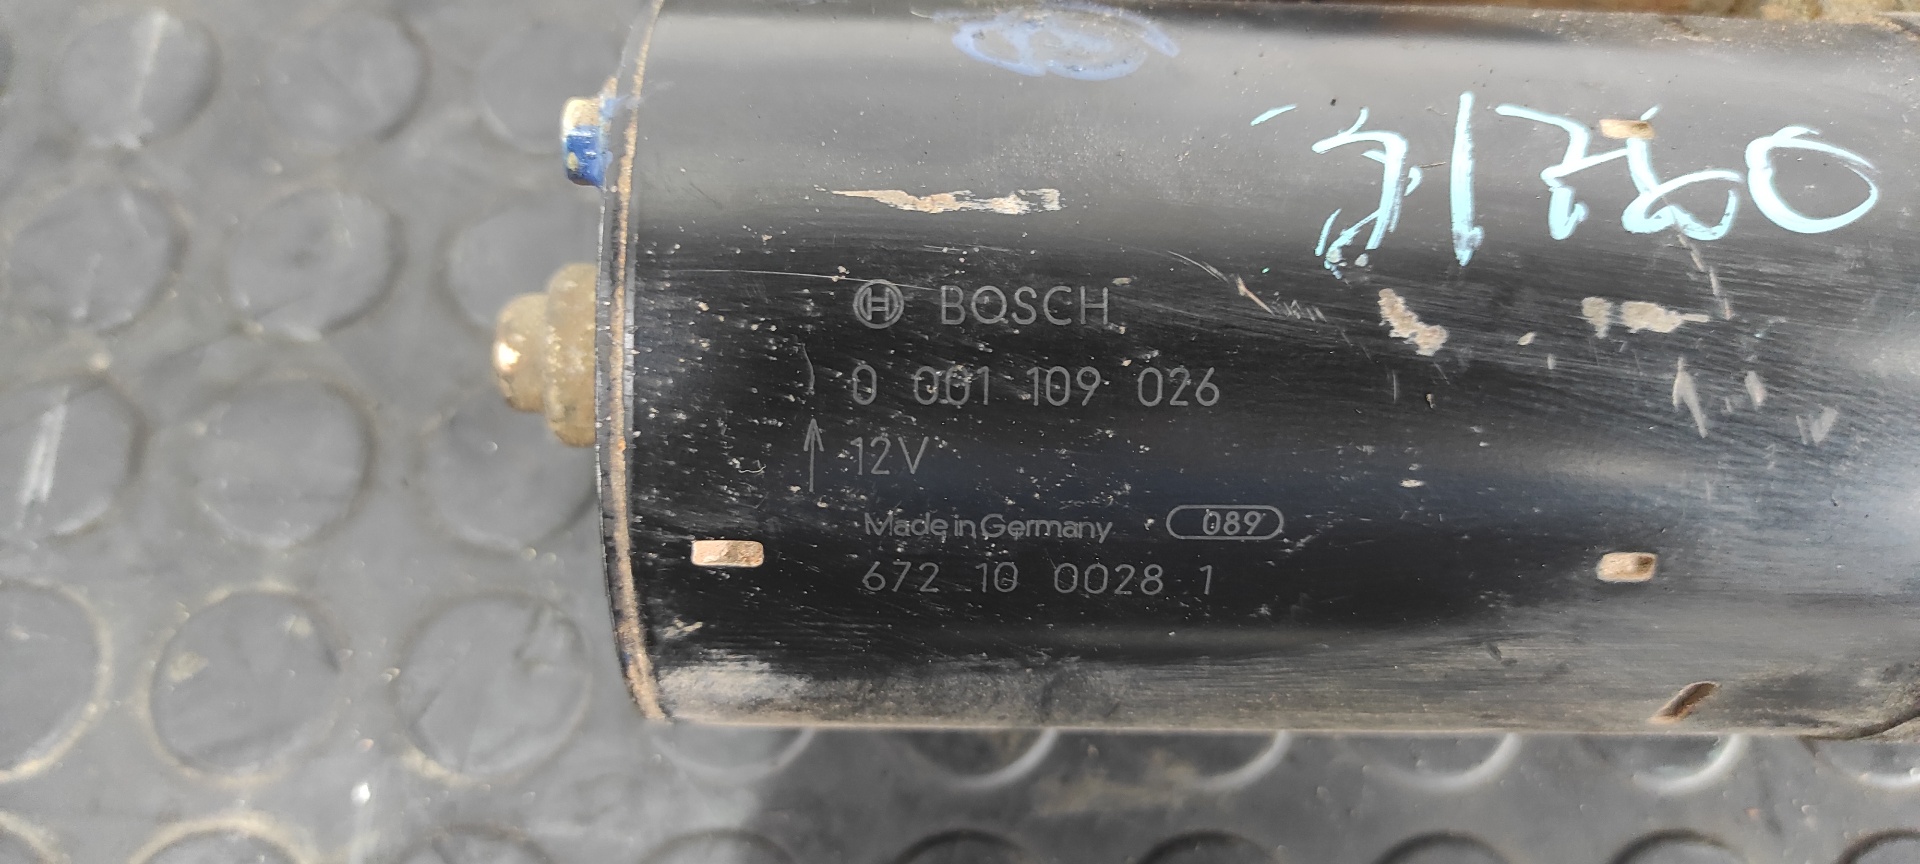 BOSCH
0 001 109 026
12V
Made in Germany 089
672 10 0028 1